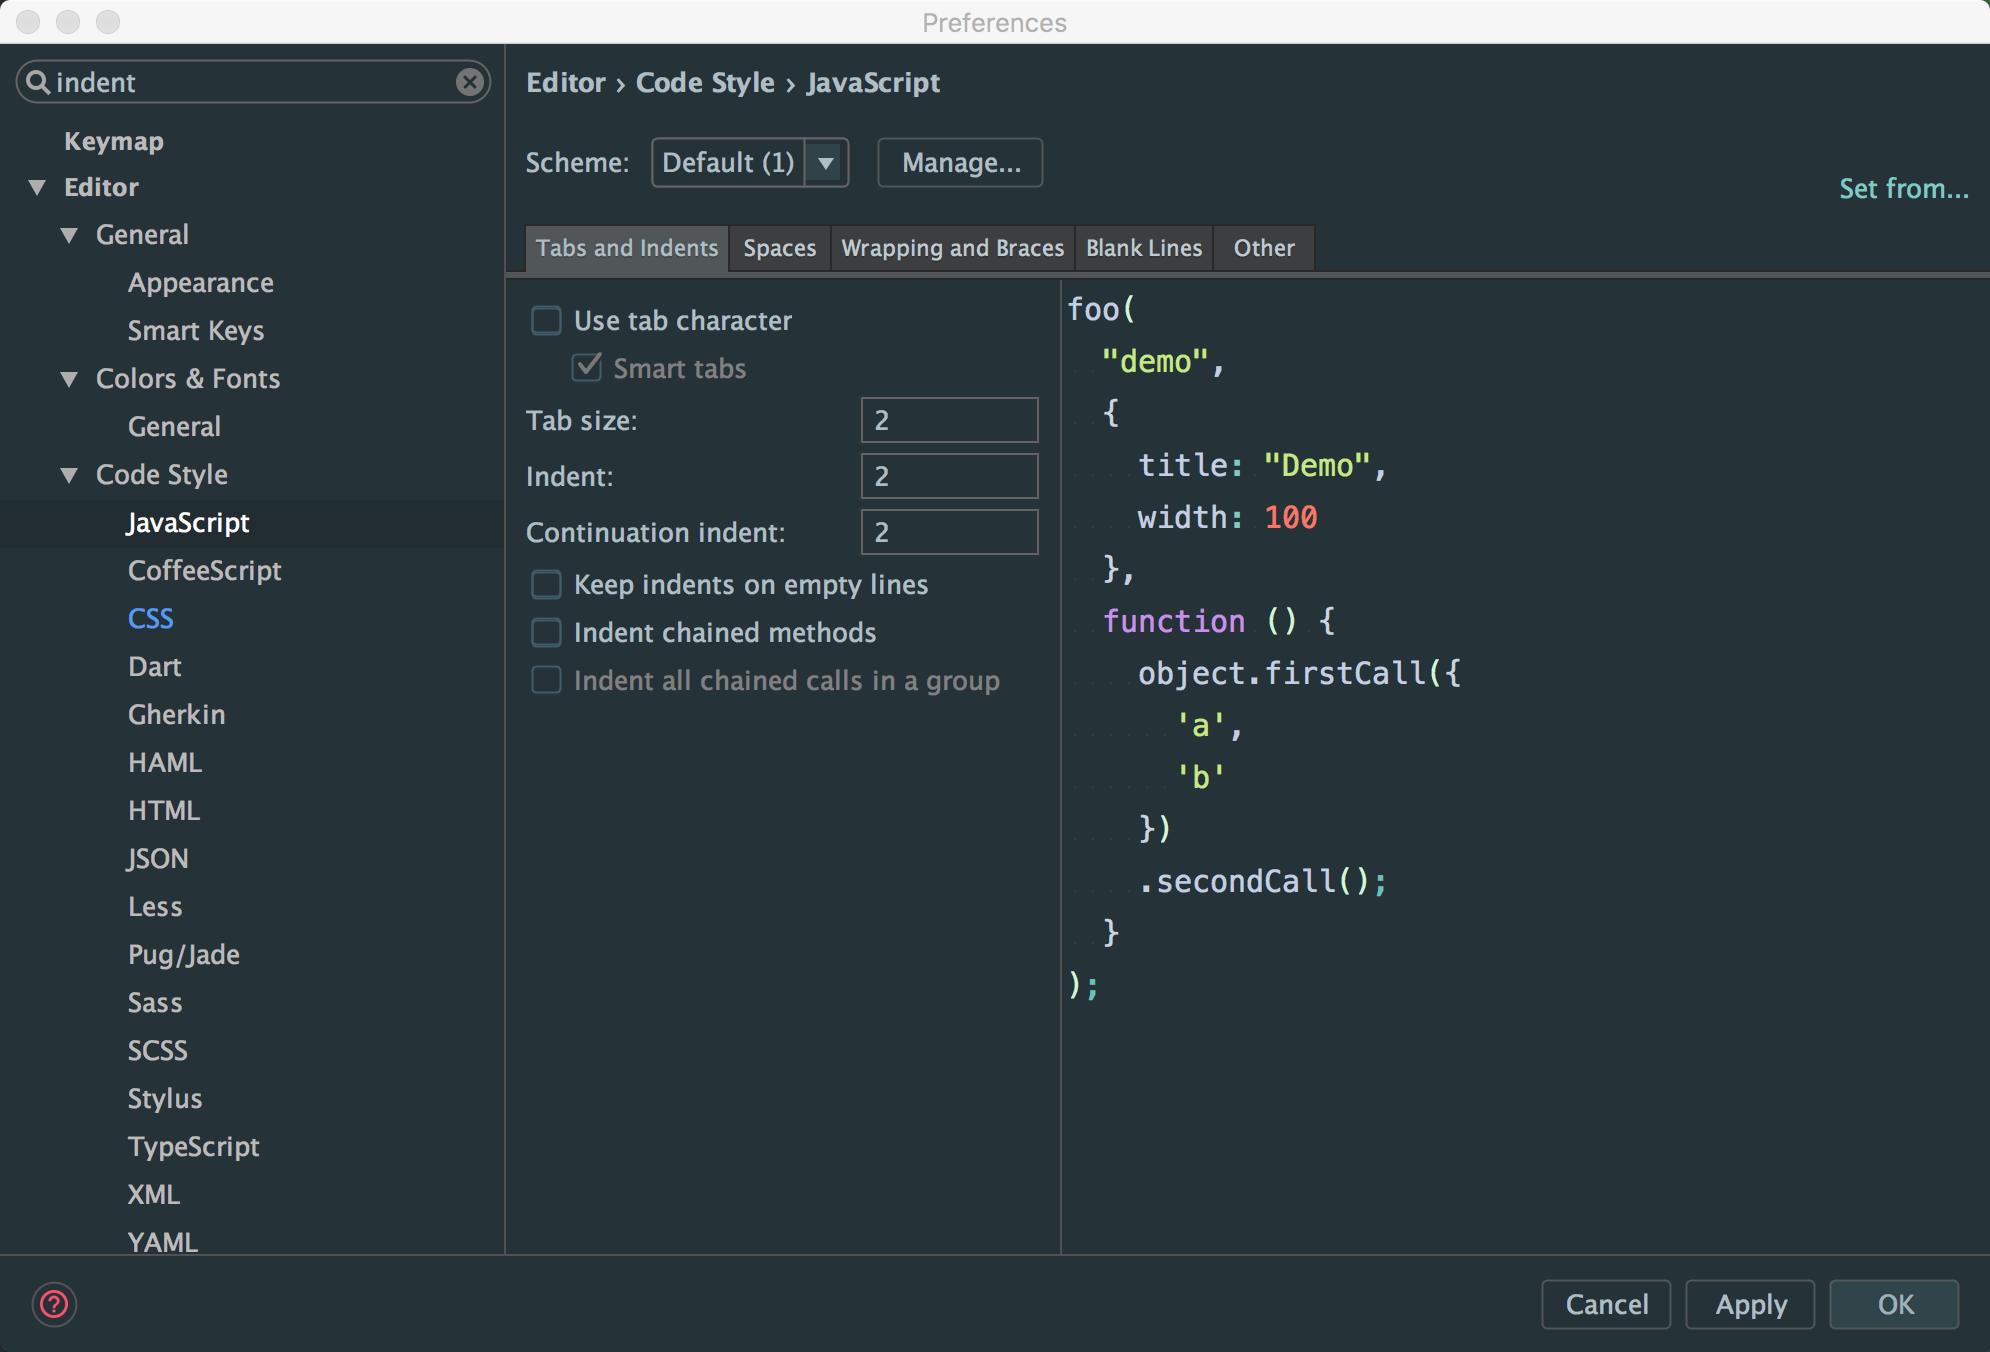 Preferences
indent
Keymap
Editor
General
Appearance
Smart Keys
Colors & Fonts
General
Code Style
JavaScript
CoffeeScript
CSS
Dart
Gherkin
HAML
HTML
JSON
Less
Pug/Jade
Sass
SCSS
Stylus
TypeScript
XML
YAML
Editor › Code Style › JavaScript
Scheme: Default (1) Manage...
Set from...
Tabs and Indents Spaces Wrapping and Braces Blank Lines Other
Use tab character
Smart tabs
Tab size: 2
Indent: 2
Continuation indent: 2
Keep indents on empty lines
Indent chained methods
Indent all chained calls in a group
foo(
  "demo",
  {
    title: "Demo",
    width: 100
  },
  function () {
    object.firstCall({
      'a',
      'b'
    })
    .secondCall();
  }
);
?
Cancel Apply OK